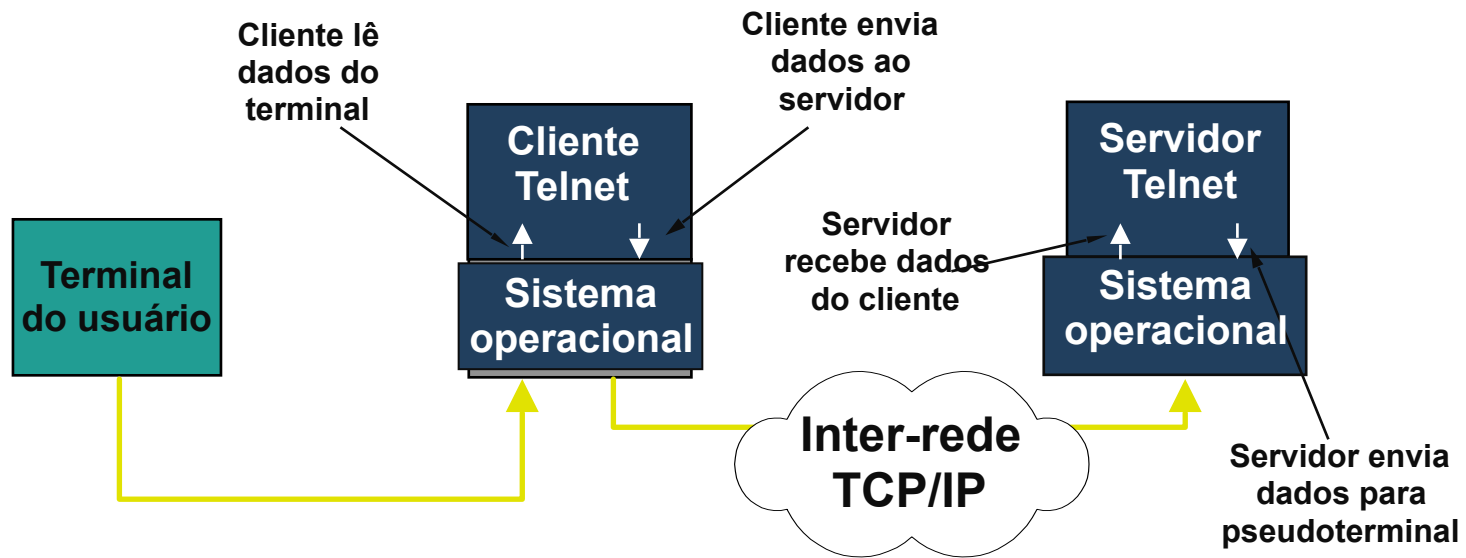 Cliente lê
dados do
terminal
Cliente envia
dados ao
servidor
Cliente
Telnet
Servidor
Telnet
Terminal
do usuário
Servidor
recebe dados
do cliente
Sistema
operacional
Sistema
operacional
Inter-rede
TCP/IP
Servidor envia
dados para
pseudoterminal